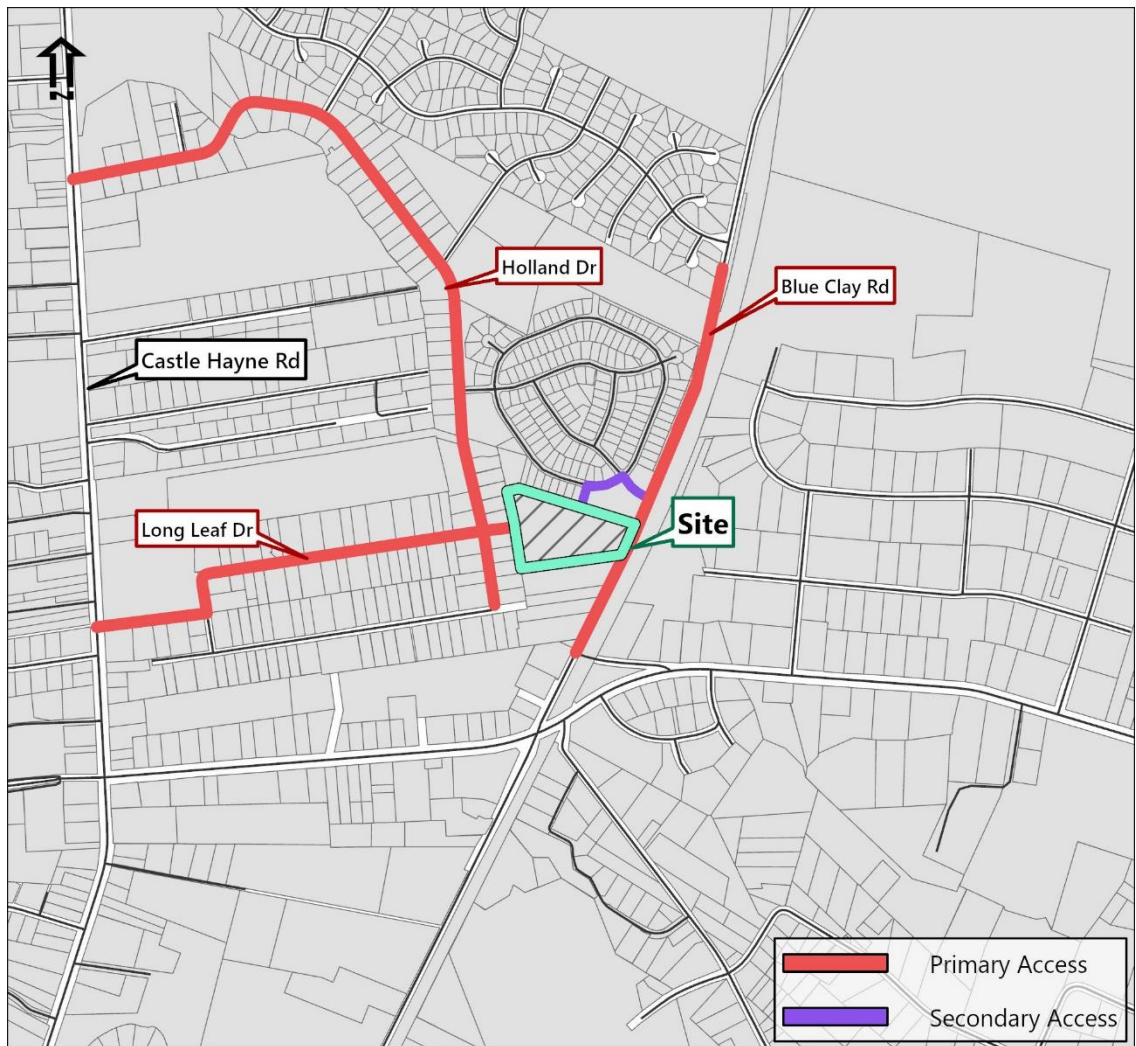 Holland Dr
Blue Clay Rd
Castle Hayne Rd
Site
Long Leaf Dr
Primary Access
Secondary Access